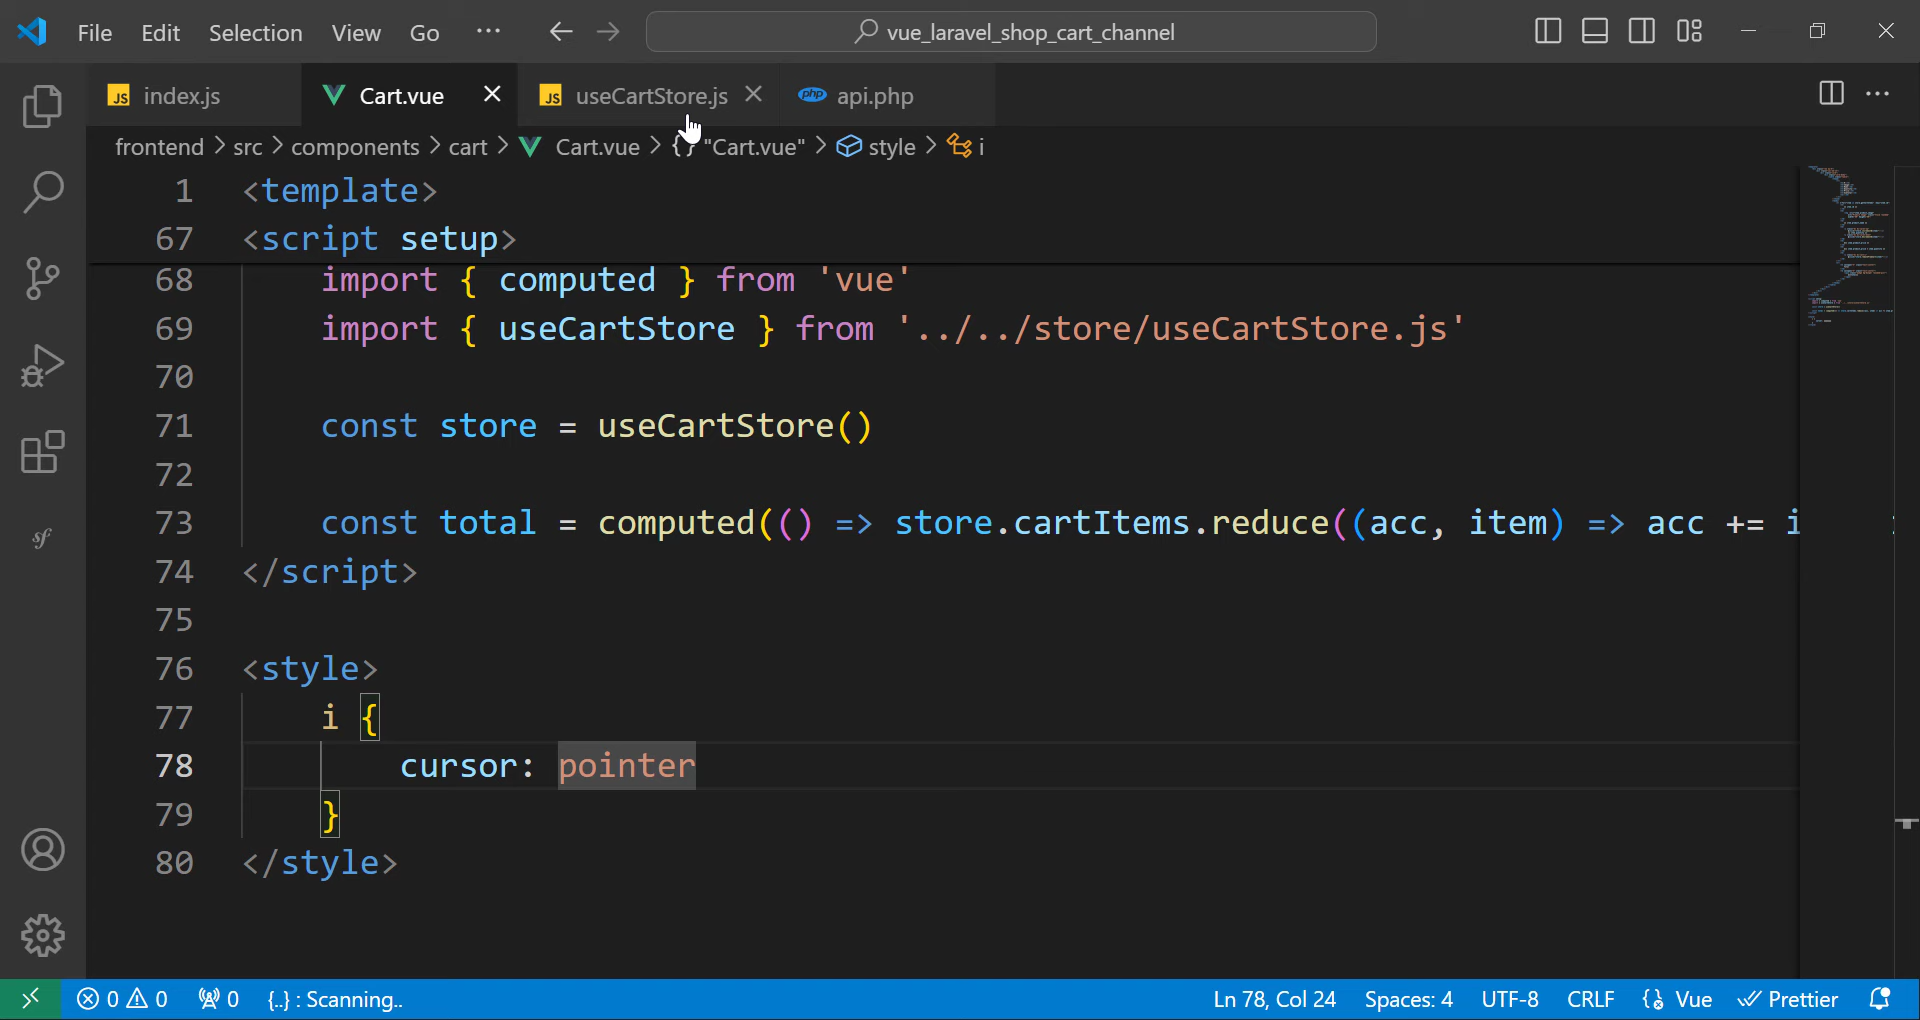 File Edit Selection View Go ··· vue_laravel_shop_cart_channel
JS index.js Cart.vue JS useCartStore.js php api.php
frontend > src > components > cart > Cart.vue > {} "Cart.vue" > style > i
1 <template>
67 <script setup>
68 import { computed } from 'vue'
69 import { useCartStore } from '../../store/useCartStore.js'
70
71 const store = useCartStore()
72
73 const total = computed(() => store.cartItems.reduce((acc, item) => acc += i
74 </script>
75
76 <style>
77 i {
78 cursor: pointer
79 }
80 </style>
0 0 0 {..} : Scanning.. Ln 78, Col 24 Spaces: 4 UTF-8 CRLF Vue Prettier